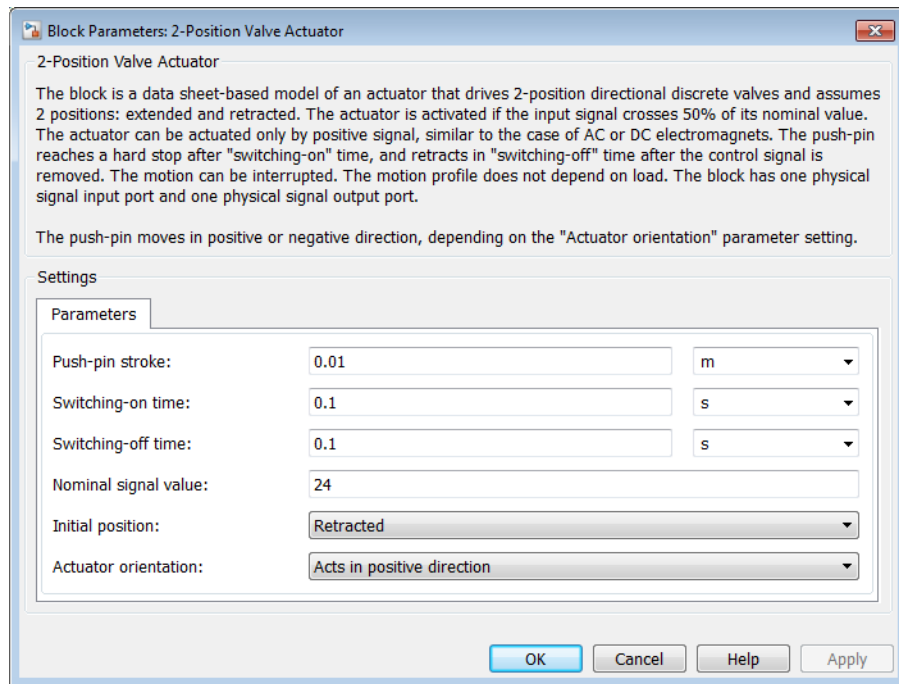 Block Parameters: 2-Position Valve Actuator
2-Position Valve Actuator
The block is a data sheet-based model of an actuator that drives 2-position directional discrete valves and assumes
2 positions: extended and retracted. The actuator is activated if the input signal crosses 50% of its nominal value.
The actuator can be actuated only by positive signal, similar to the case of AC or DC electromagnets. The push-pin
reaches a hard stop after "switching-on" time, and retracts in "switching-off" time after the control signal is
removed. The motion can be interrupted. The motion profile does not depend on load. The block has one physical
signal input port and one physical signal output port.
The push-pin moves in positive or negative direction, depending on the "Actuator orientation" parameter setting.
Settings
Parameters
Push-pin stroke: 0.01 m
Switching-on time: 0.1 s
Switching-off time: 0.1 s
Nominal signal value: 24
Initial position: Retracted
Actuator orientation: Acts in positive direction
OK Cancel Help Apply